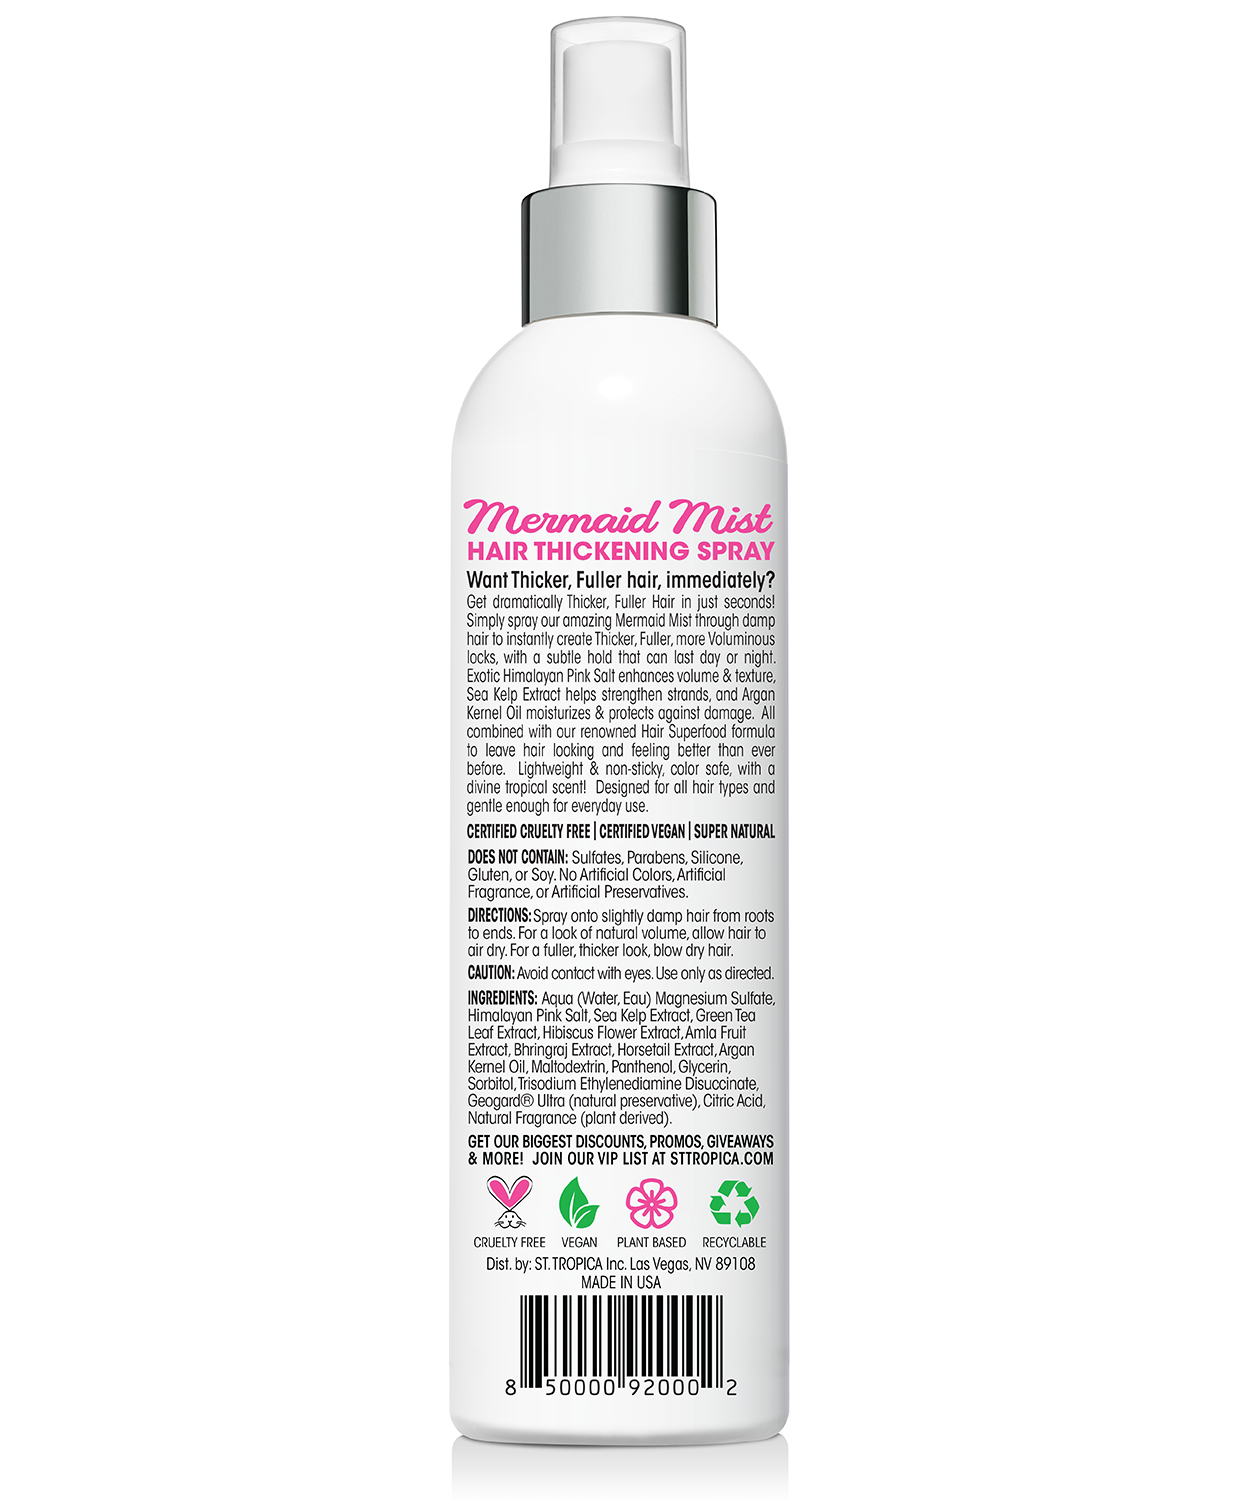 Mermaid Mist
HAIR THICKENING SPRAY
Want Thicker, Fuller hair, immediately?
Get dramatically Thicker, Fuller Hair in just seconds!
Simply spray our amazing Mermaid Mist through damp
hair to instantly create Thicker, Fuller, more Voluminous
locks, with a subtle hold that can last day or night.
Exotic Himalayan Pink Salt enhances volume & texture,
Sea Kelp Extract helps strengthen strands, and Argan
Kernel Oil moisturizes & protects against damage. All
combined with our renowned Hair Superfood formula
to leave hair looking and feeling better than ever
before. Lightweight & non-sticky, color safe, with a
divine tropical scent! Designed for all hair types and
gentle enough for everyday use.
CERTIFIED CRUELTY FREE | CERTIFIED VEGAN | SUPER NATURAL
DOES NOT CONTAIN: Sulfates, Parabens, Silicone,
Gluten, or Soy. No Artificial Colors, Artificial
Fragrance, or Artificial Preservatives.
DIRECTIONS: Spray onto slightly damp hair from roots
to ends. For a look of natural volume, allow hair to
air dry. For a fuller, thicker look, blow dry hair.
CAUTION: Avoid contact with eyes. Use only as directed.
INGREDIENTS: Aqua (Water, Eau) Magnesium Sulfate,
Himalayan Pink Salt, Sea Kelp Extract, Green Tea
Leaf Extract, Hibiscus Flower Extract, Amla Fruit
Extract, Bhringraj Extract, Horsetail Extract, Argan
Kernel Oil, Maltodextrin, Panthenol, Glycerin,
Sorbitol, Trisodium Ethylenediamine Disuccinate,
Geogard® Ultra (natural preservative), Citric Acid,
Natural Fragrance (plant derived).
GET OUR BIGGEST DISCOUNTS, PROMOS, GIVEAWAYS
& MORE! JOIN OUR VIP LIST AT STTROPICA.COM
CRUELTY FREE VEGAN PLANT BASED RECYCLABLE
Dist. by: ST. TROPICA Inc. Las Vegas, NV 89108
MADE IN USA
8 50000 92000 2